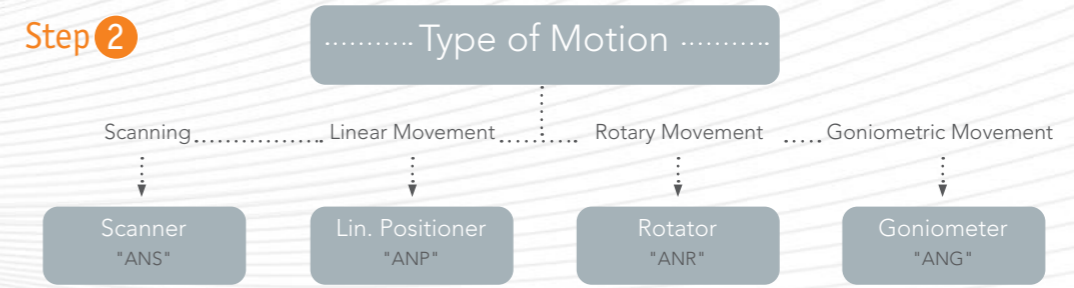 Step 2
Type of Motion
Scanning Linear Movement Rotary Movement Goniometric Movement
Scanner Lin. Positioner Rotator Goniometer
"ANS" "ANP" "ANR" "ANG"